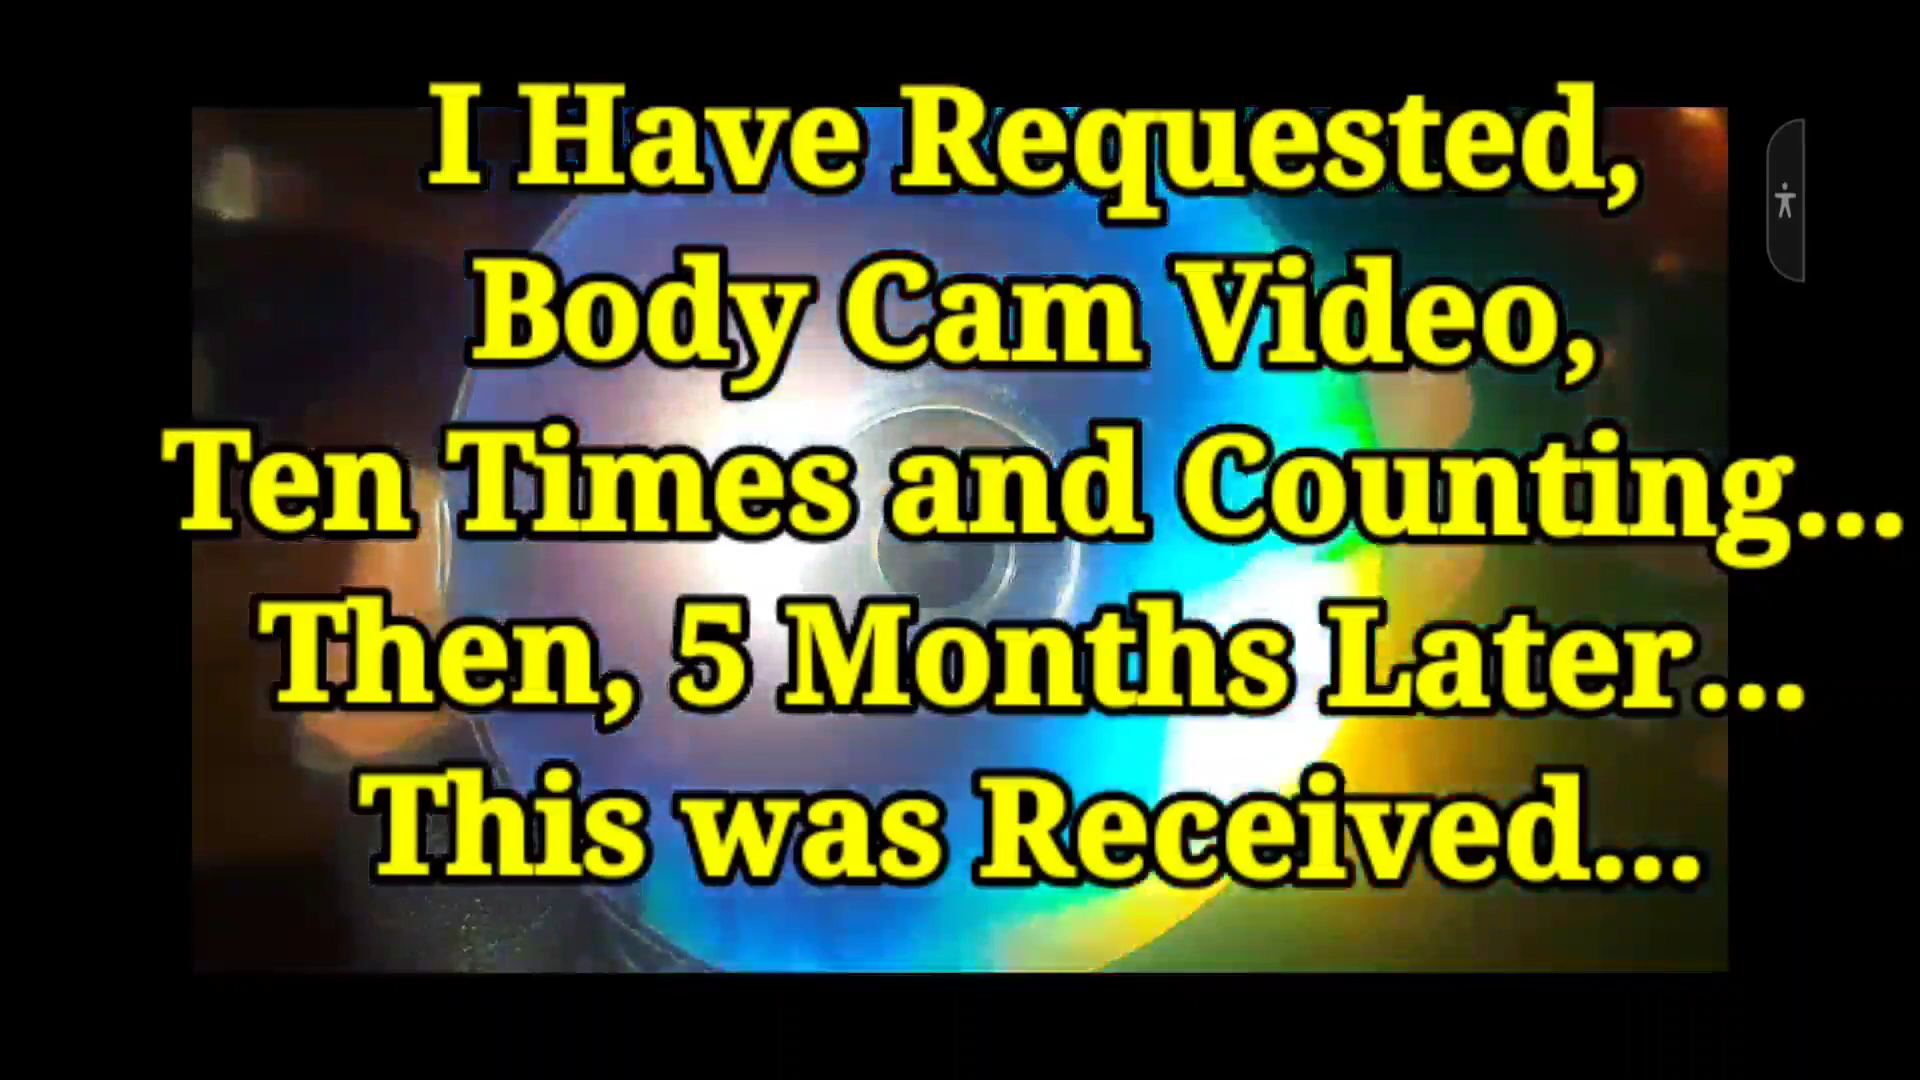 I Have Requested,
Body Cam Video,
Ten Times and Counting...
Then, 5 Months Later...
This was Received...